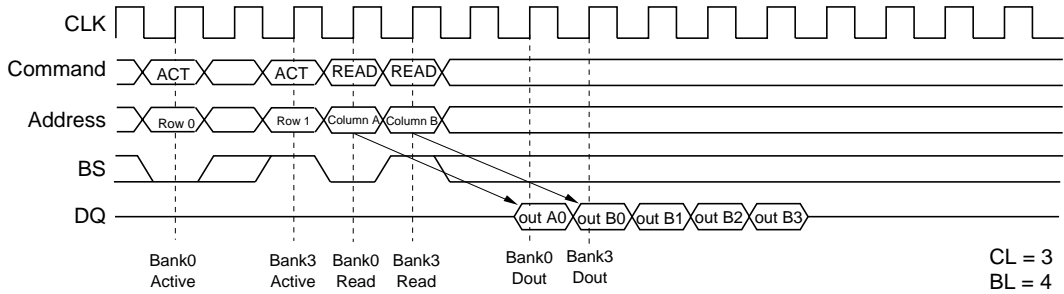 CLK
Command ACT ACT READ READ
Address Row 0 Row 1 Column A Column B
BS
DQ out A0 out B0 out B1 out B2 out B3
Bank0 Active
Bank3 Active
Bank0 Read
Bank3 Read
Bank0 Dout
Bank3 Dout
CL = 3
BL = 4